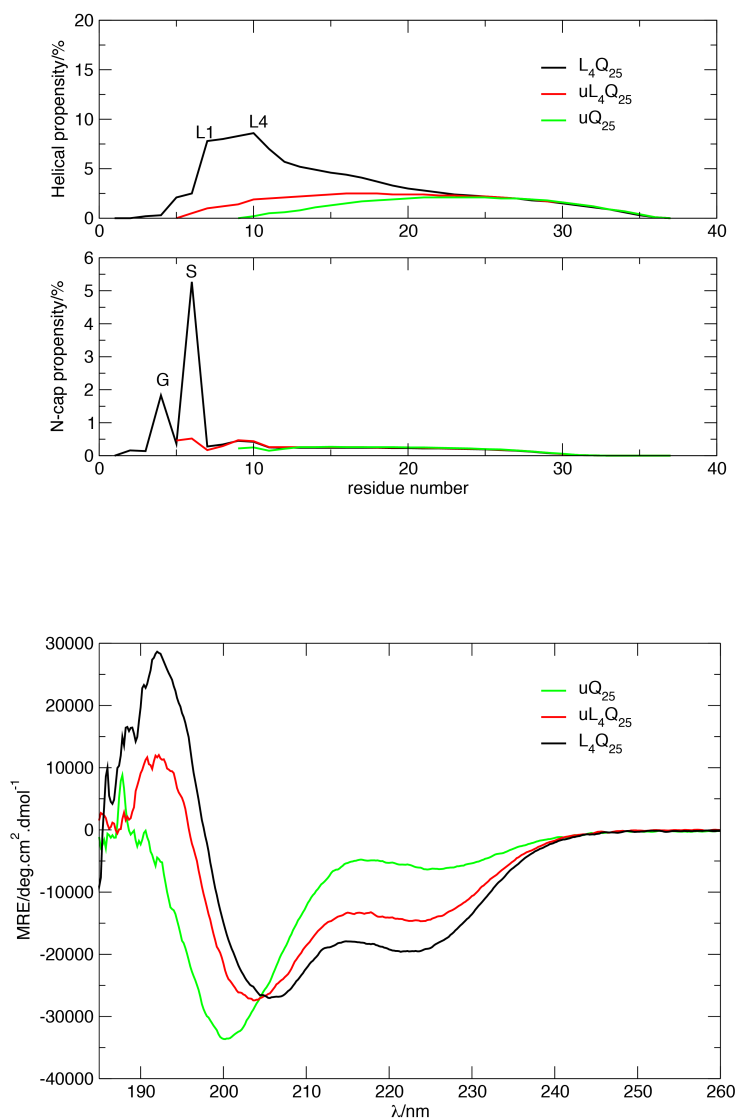 20
15
10
5
0
Helical propensity/%
L1
L4
L₄Q₂₅
uL₄Q₂₅
uQ₂₅
0
10
20
30
40
6
5
4
3
2
1
0
N-cap propensity/%
G
S
0
10
20
30
40
residue number
30000
20000
10000
0
-10000
-20000
-30000
-40000
MRE/deg.cm².dmol⁻¹
uQ₂₅
uL₄Q₂₅
L₄Q₂₅
190
200
210
220
230
240
250
260
λ/nm